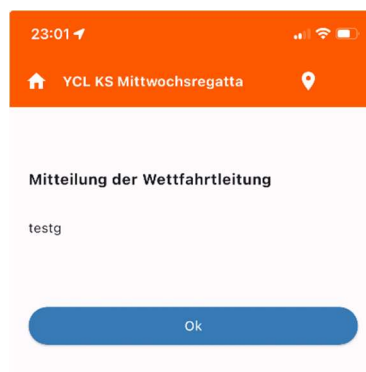 23:01
YCL KS Mittwochsregatta
Mitteilung der Wettfahrtleitung
testg
Ok